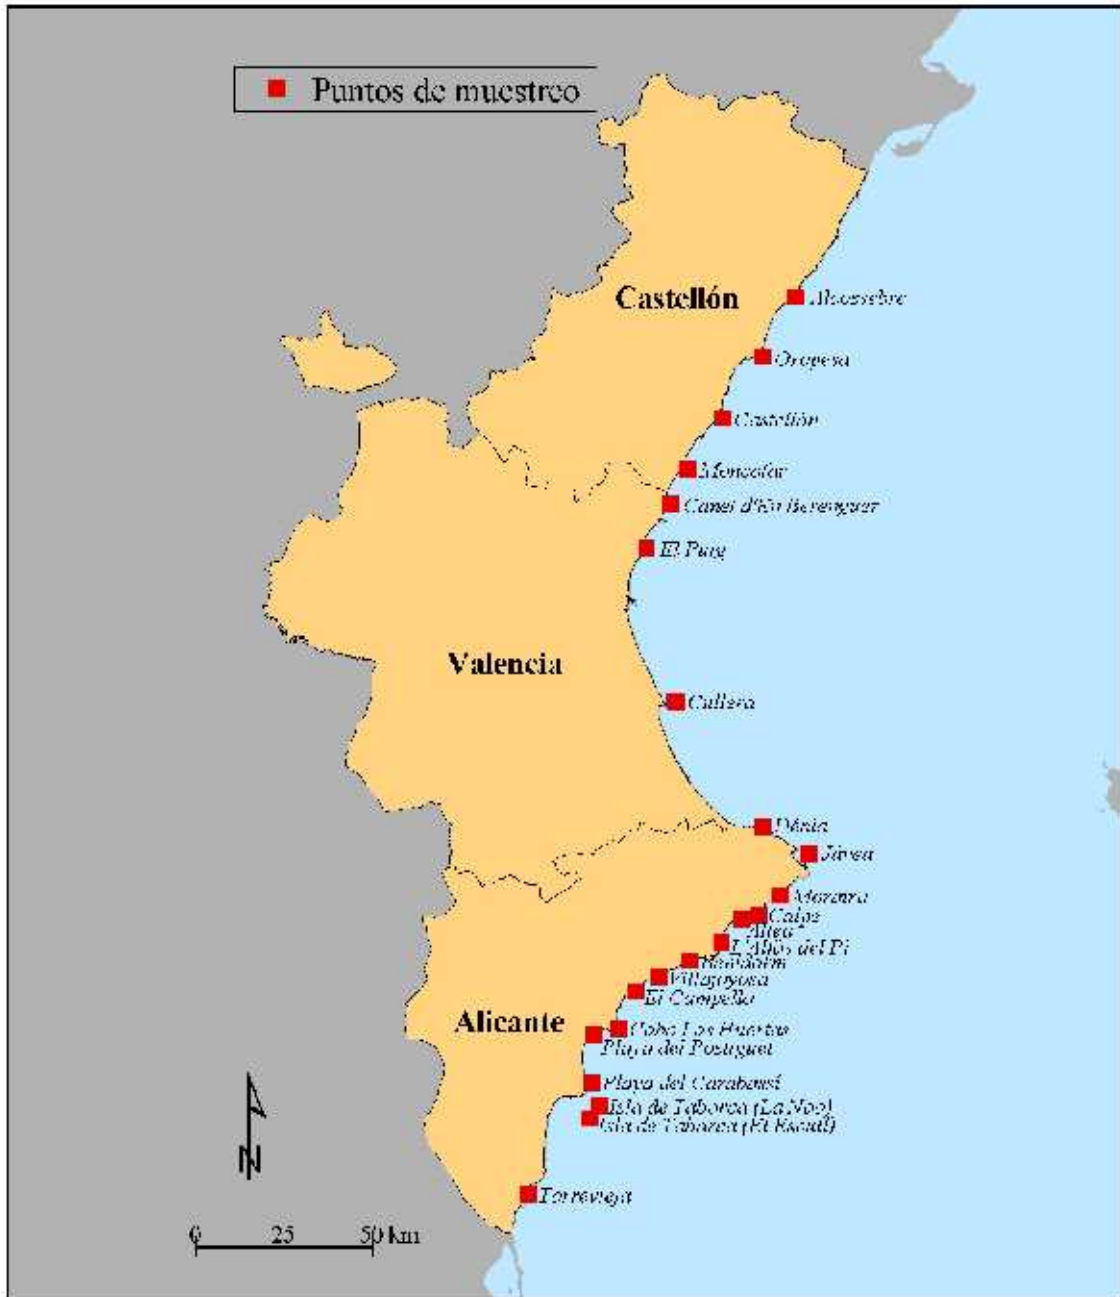 Puntos de muestreo
Castellón
Alcossebre
Oropesa
Castellón
Moncofar
Canet d'En Berenguer
El Puig
Valencia
Cullera
Dénia
Jávea
Moraira
Calpe
Altea
L'Albir del Pi
Benidorm
Villajoyosa
El Campello
Alicante
Cabo Las Huertas
Playa del Postiguet
Playa del Carabassí
Isla de Tabarca (La Nao)
Isla de Tabarca (El Escull)
Torrevieja
N
0 25 50 km